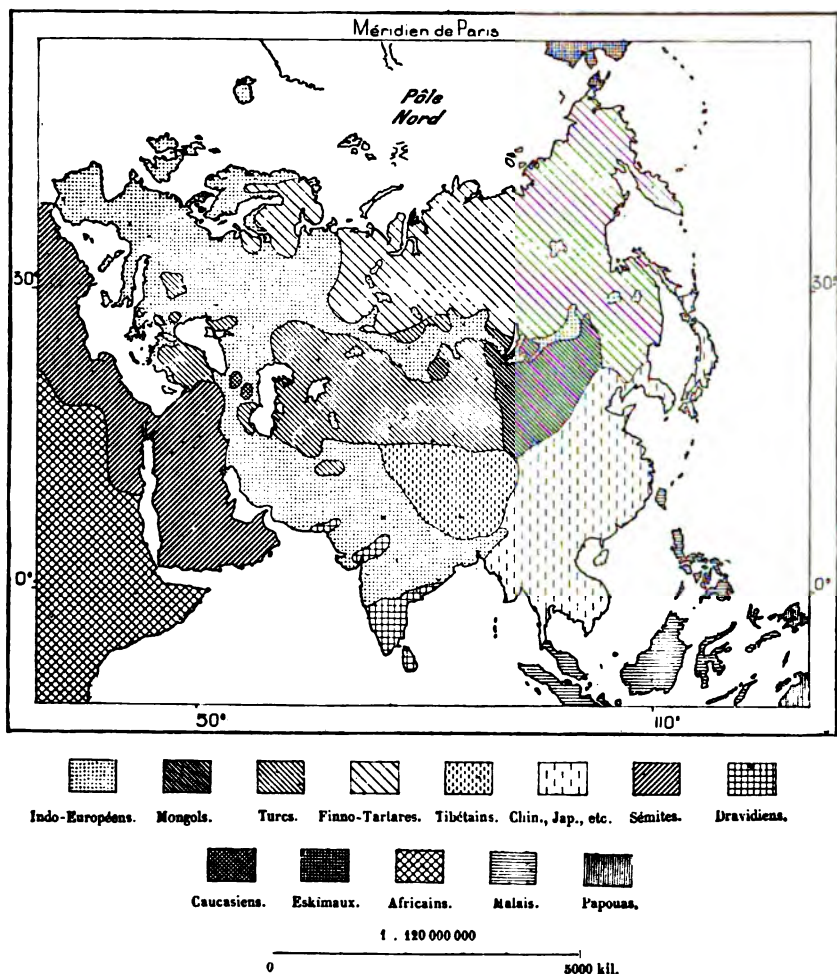 Méridien de Paris
Pôle
Nord
30° 30°
0° 0°
50° 110°
Indo-Européens. Mongols. Turcs. Finno-Tartares. Tibétains. Chin., Jap., etc. Sémites. Dravidiens.
Caucasiens. Eskimaux. Africains. Malais. Papouas.
1 . 120 000 000
0 5000 kil.